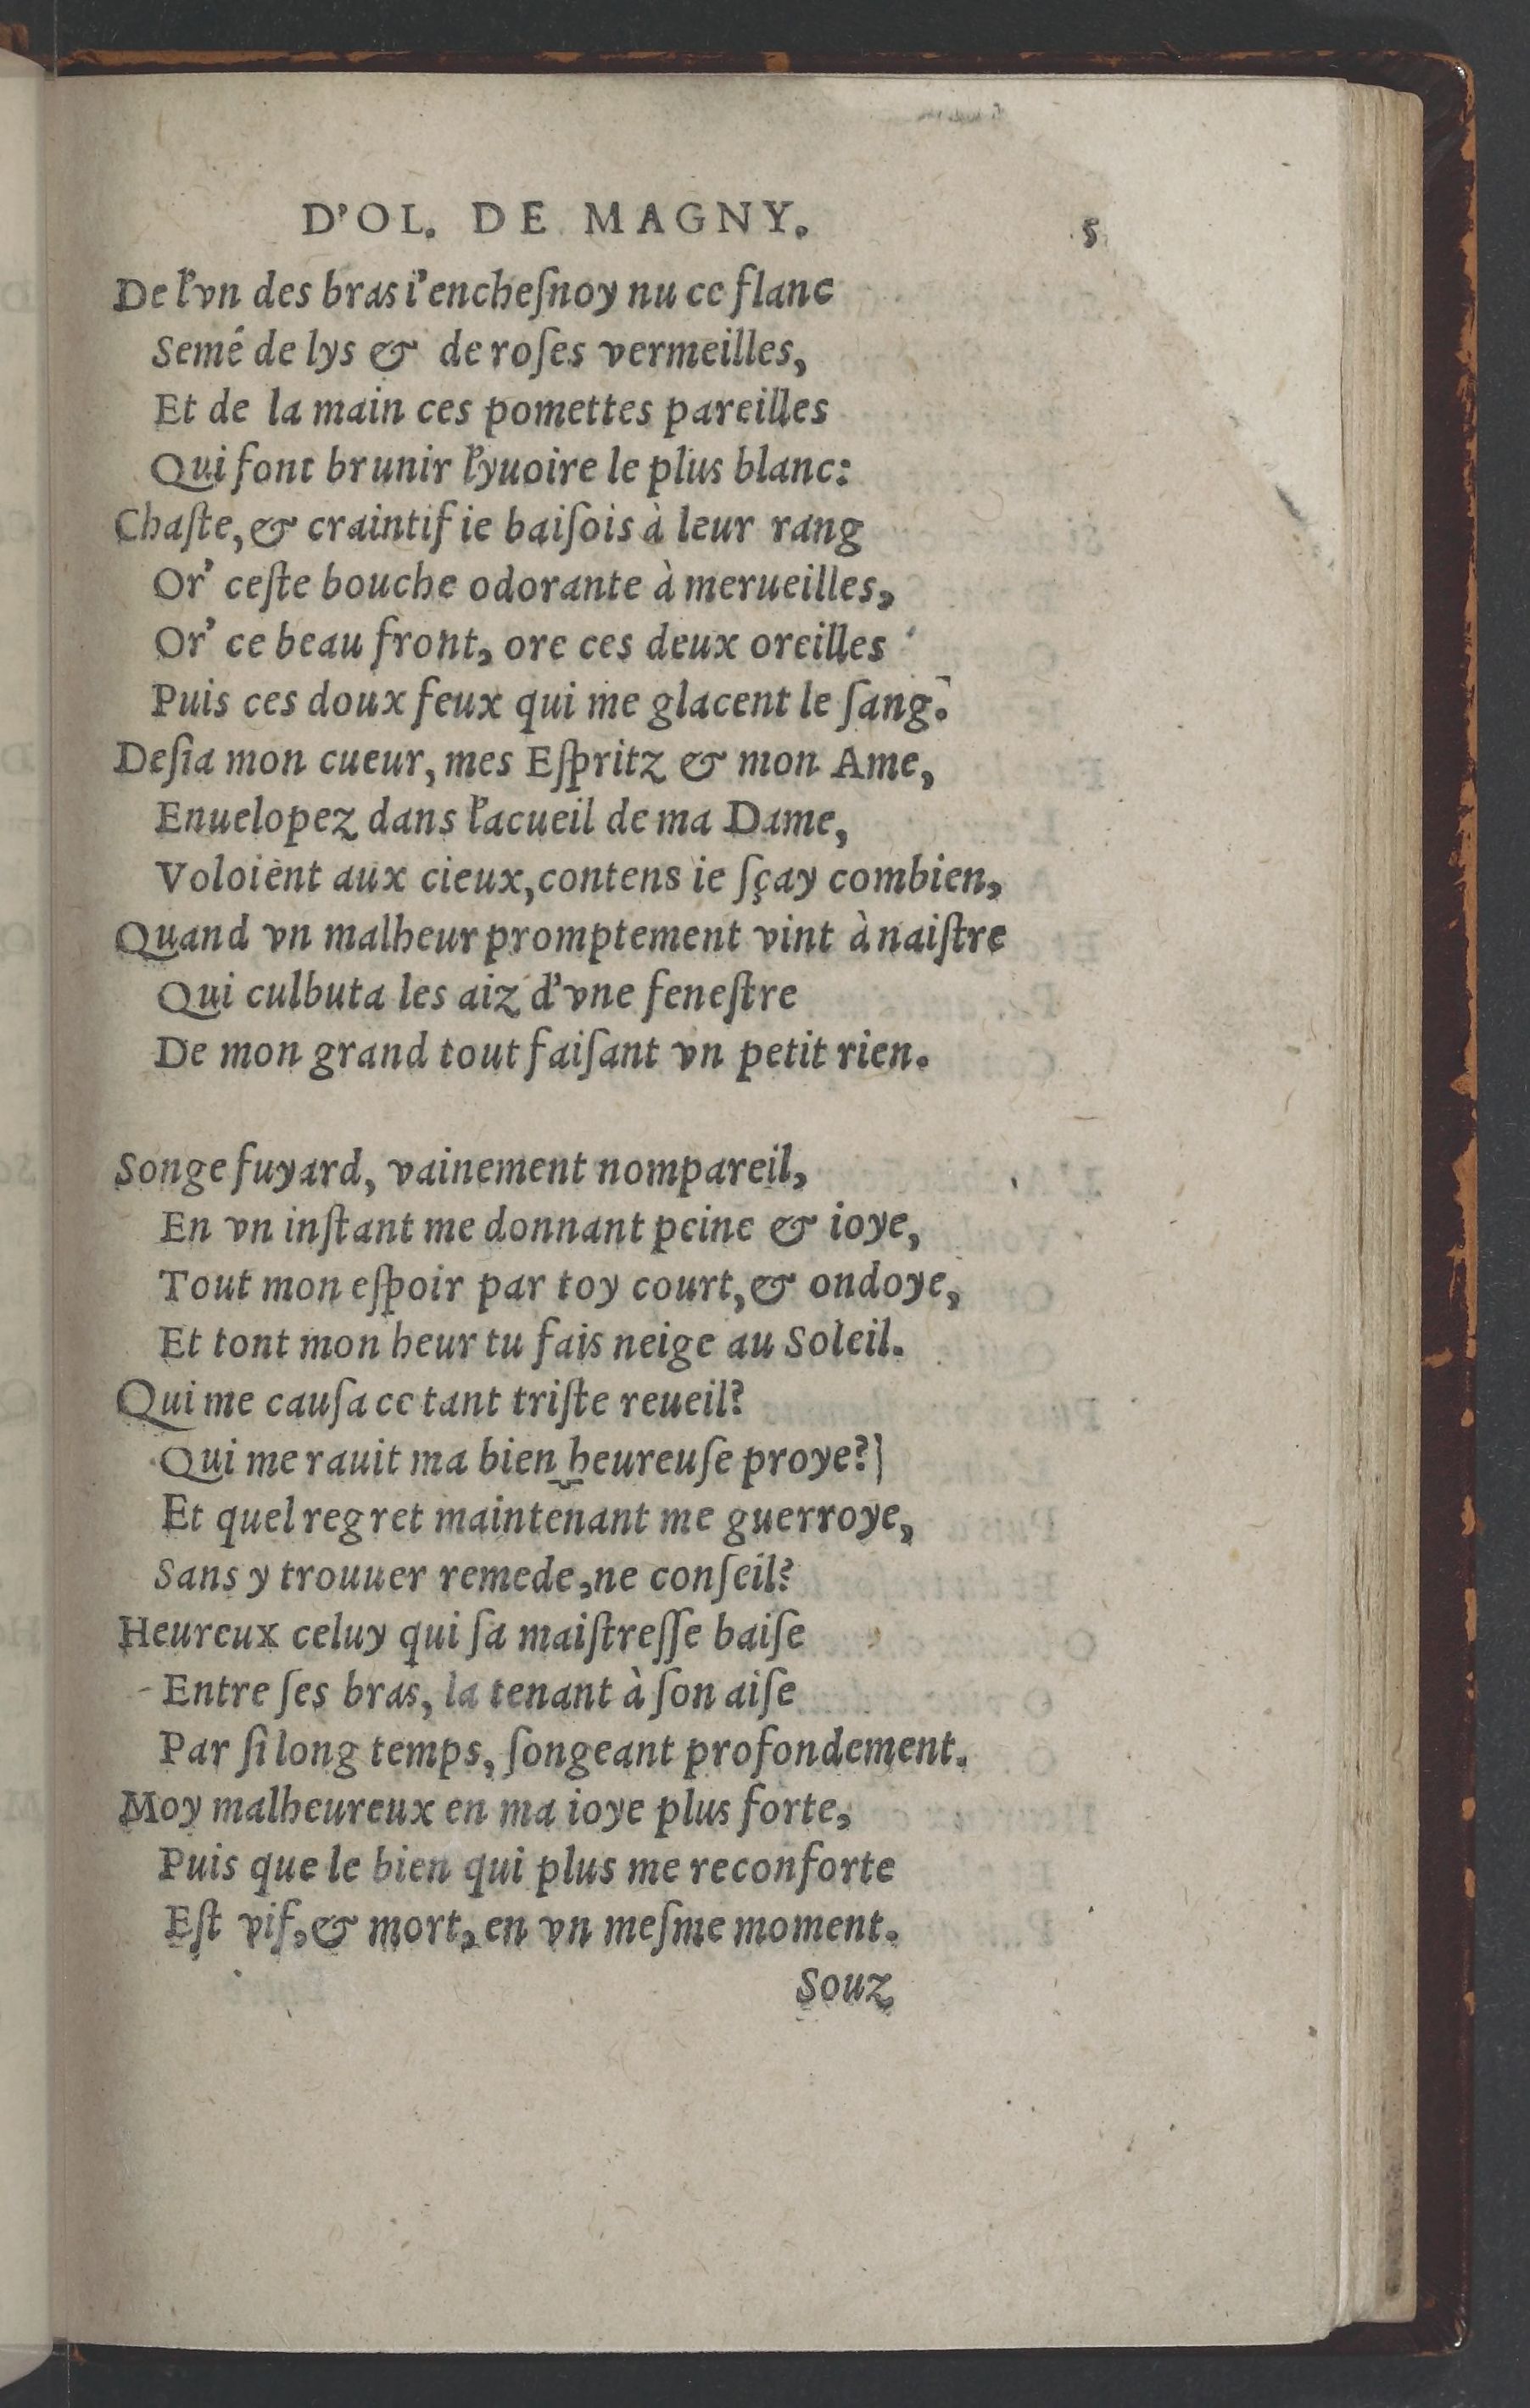 D'OL. DE MAGNY. 5
De l'vn des bras i'encheſnoy nu ce flanc
Semé de lys & de roſes vermeilles,
Et de la main ces pomettes pareilles
Qui font brunir l'yuoire le plus blanc:
Chaſte, & craintif ie baiſois à leur rang
Or' ceſte bouche odorante à merueilles,
Or' ce beau front, ore ces deux oreilles
Puis ces doux feux qui me glacent le ſang.
Deſia mon cueur, mes Eſpritz & mon Ame,
Enuelopez dans l'acueil de ma Dame,
Voloient aux cieux, contens ie ſçay combien,
Quand vn malheur promptement vint à naiſtre
Qui culbuta les aiz d'vne feneſtre
De mon grand tout faiſant vn petit rien.
Songe fuyard, vainement nompareil,
En vn inſtant me donnant peine & ioye,
Tout mon eſpoir par toy court, & ondoye,
Et tont mon heur tu fais neige au Soleil.
Qui me cauſa ce tant triſte reueil?
Qui me rauit ma bien heureuſe proye?
Et quel regret maintenant me guerroye,
Sans y trouuer remede, ne conſeil?
Heureux celuy qui ſa maiſtreſſe baiſe
Entre ſes bras, la tenant à ſon aiſe
Par ſi long temps, ſongeant profondement.
Moy malheureux en ma ioye plus forte,
Puis que le bien qui plus me reconforte
Eſt vif, & mort, en vn meſme moment.
Souz